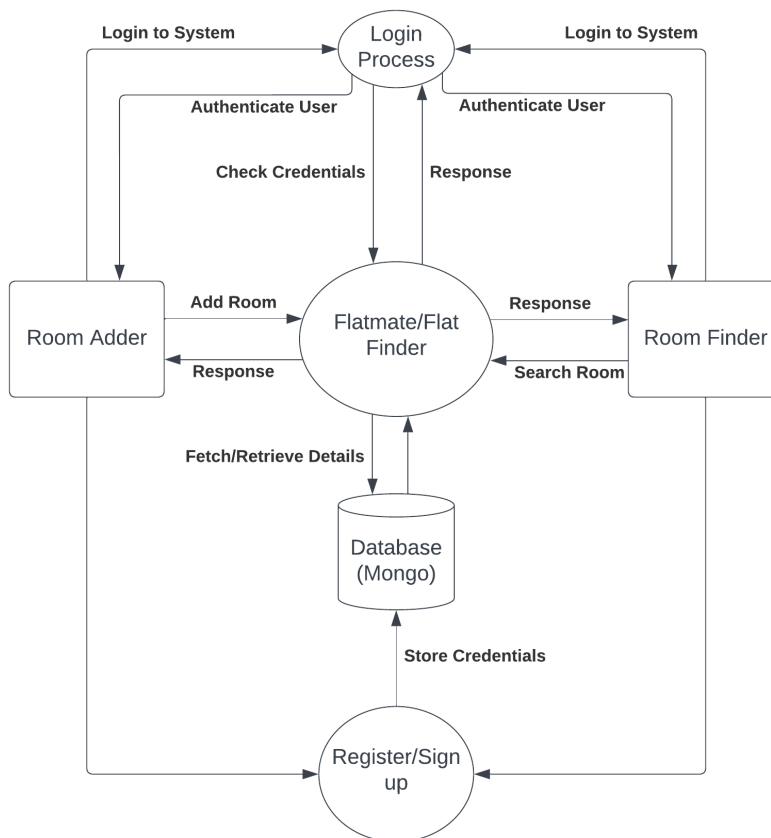 Login to System
Login
Process
Login to System
Authenticate User
Authenticate User
Check Credentials
Response
Room Adder
Add Room
Response
Flatmate/Flat
Finder
Response
Search Room
Room Finder
Fetch/Retrieve Details
Database
(Mongo)
Store Credentials
Register/Sign
up